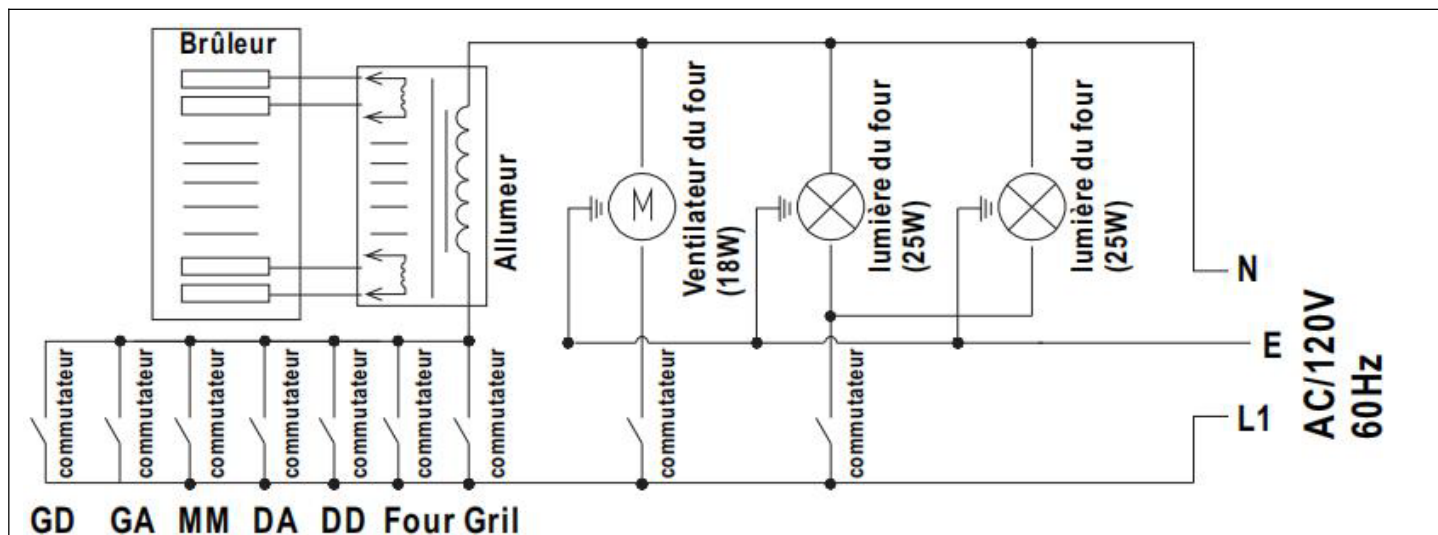 Brûleur
Allumeur
Ventilateur du four
(18W)
M
lumière du four
(25W)
lumière du four
(25W)
N
E
L1
AC/120V
60Hz
commutateur
commutateur
commutateur
commutateur
commutateur
commutateur
commutateur
commutateur
commutateur
GD GA MM DA DD Four Gril